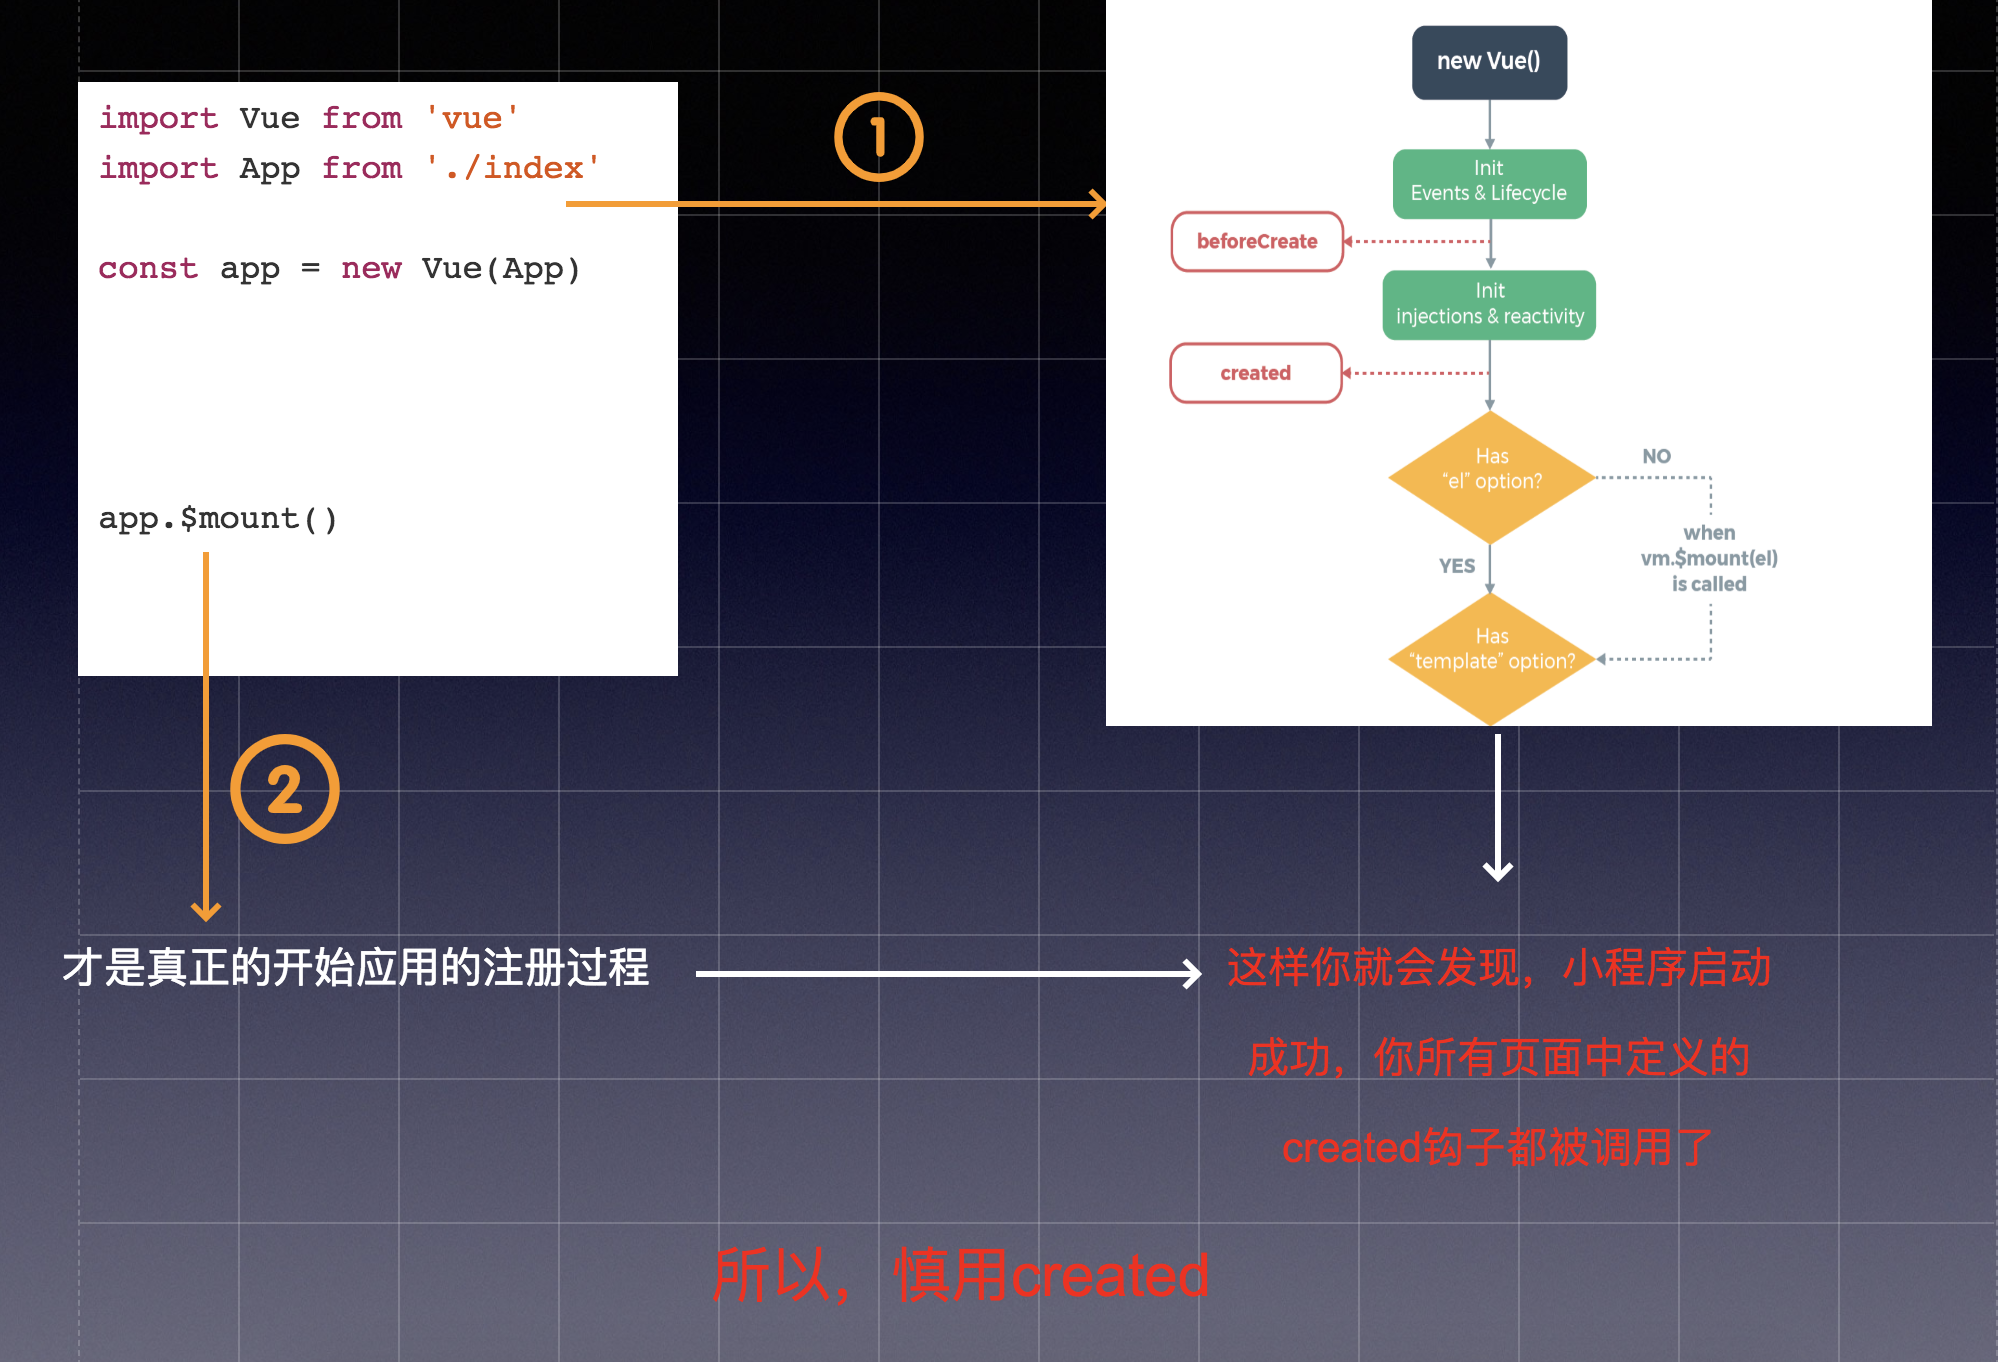 import Vue from 'vue'
import App from './index'
const app = new Vue(App)
app.$mount()
1
new Vue()
Init
Events & Lifecycle
beforeCreate
Init
injections & reactivity
created
Has
“el” option?
NO
when
vm.$mount(el)
is called
YES
Has
“template” option?
2
才是真正的开始应用的注册过程
这样你就会发现，小程序启动
成功，你所有页面中定义的
created钩子都被调用了
所以，慎用created